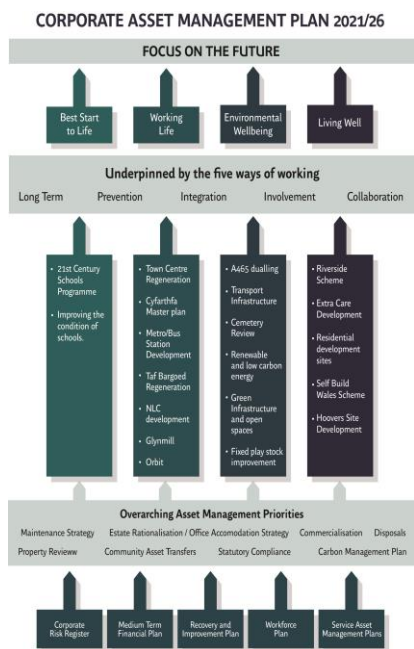 CORPORATE ASSET MANAGEMENT PLAN 2021/26
FOCUS ON THE FUTURE
Best Start
to Life
Working
Life
Environmental
Wellbeing
Living Well
Underpinned by the five ways of working
Long Term Prevention Integration Involvement Collaboration
• 21st Century
Schools
Programme
• Improving the
condition of
schools.
• Town Centre
Regeneration
• Cyfarthfa
Master plan
• Metro/Bus
Station
Development
• Taf Bargoed
Regeneration
• NLC
development
• Glynmill
• Orbit
• A465 dualling
• Transport
Infrastructure
• Cemetery
Review
• Renewable
and low carbon
energy
• Green
Infrastructure
and open
spaces
• Fixed play stock
improvement
• Riverside
Scheme
• Extra Care
Development
• Residential
development
sites
• Self Build
Wales Scheme
• Hoovers Site
Development
Overarching Asset Management Priorities
Maintenance Strategy Estate Rationalisation / Office Accomodation Strategy Commercialisation Disposals
Property Revieww Community Asset Transfers Statutory Compliance Carbon Management Plan
Corporate
Risk Register
Medium Term
Financial Plan
Recovery and
Improvement Plan
Workforce
Plan
Service Asset
Management Plans